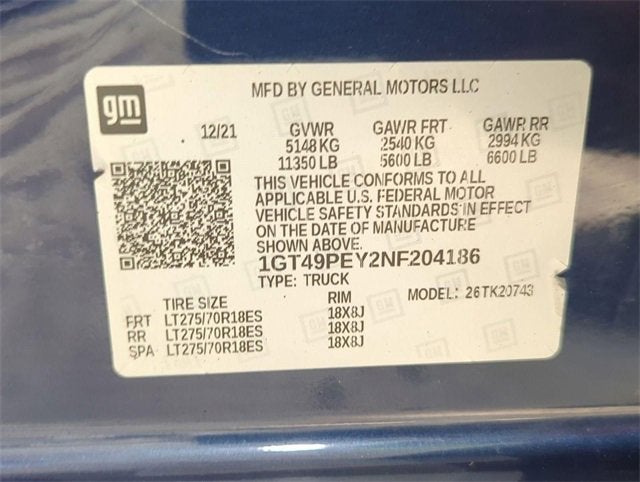 gm
MFD BY GENERAL MOTORS LLC
12/21 GVWR GAWR FRT GAWR RR
5148 KG 2540 KG 2994 KG
11350 LB 5600 LB 6600 LB
THIS VEHICLE CONFORMS TO ALL
APPLICABLE U.S. FEDERAL MOTOR
VEHICLE SAFETY STANDARDS IN EFFECT
ON THE DATE OF MANUFACTURE
SHOWN ABOVE.
1GT49PEY2NF204186
TYPE: TRUCK MODEL: 26TK20743
TIRE SIZE RIM
FRT LT275/70R18ES 18X8J
RR LT275/70R18ES 18X8J
SPA LT275/70R18ES 18X8J